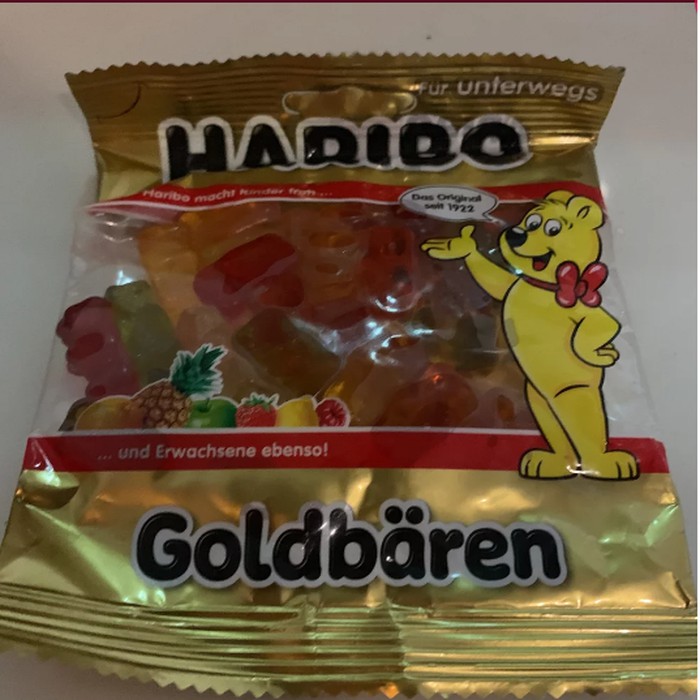 Für unterwegs
HARIBO
Haribo macht Kinder froh ...
Das Original
seit 1922
... und Erwachsene ebenso!
Goldbären